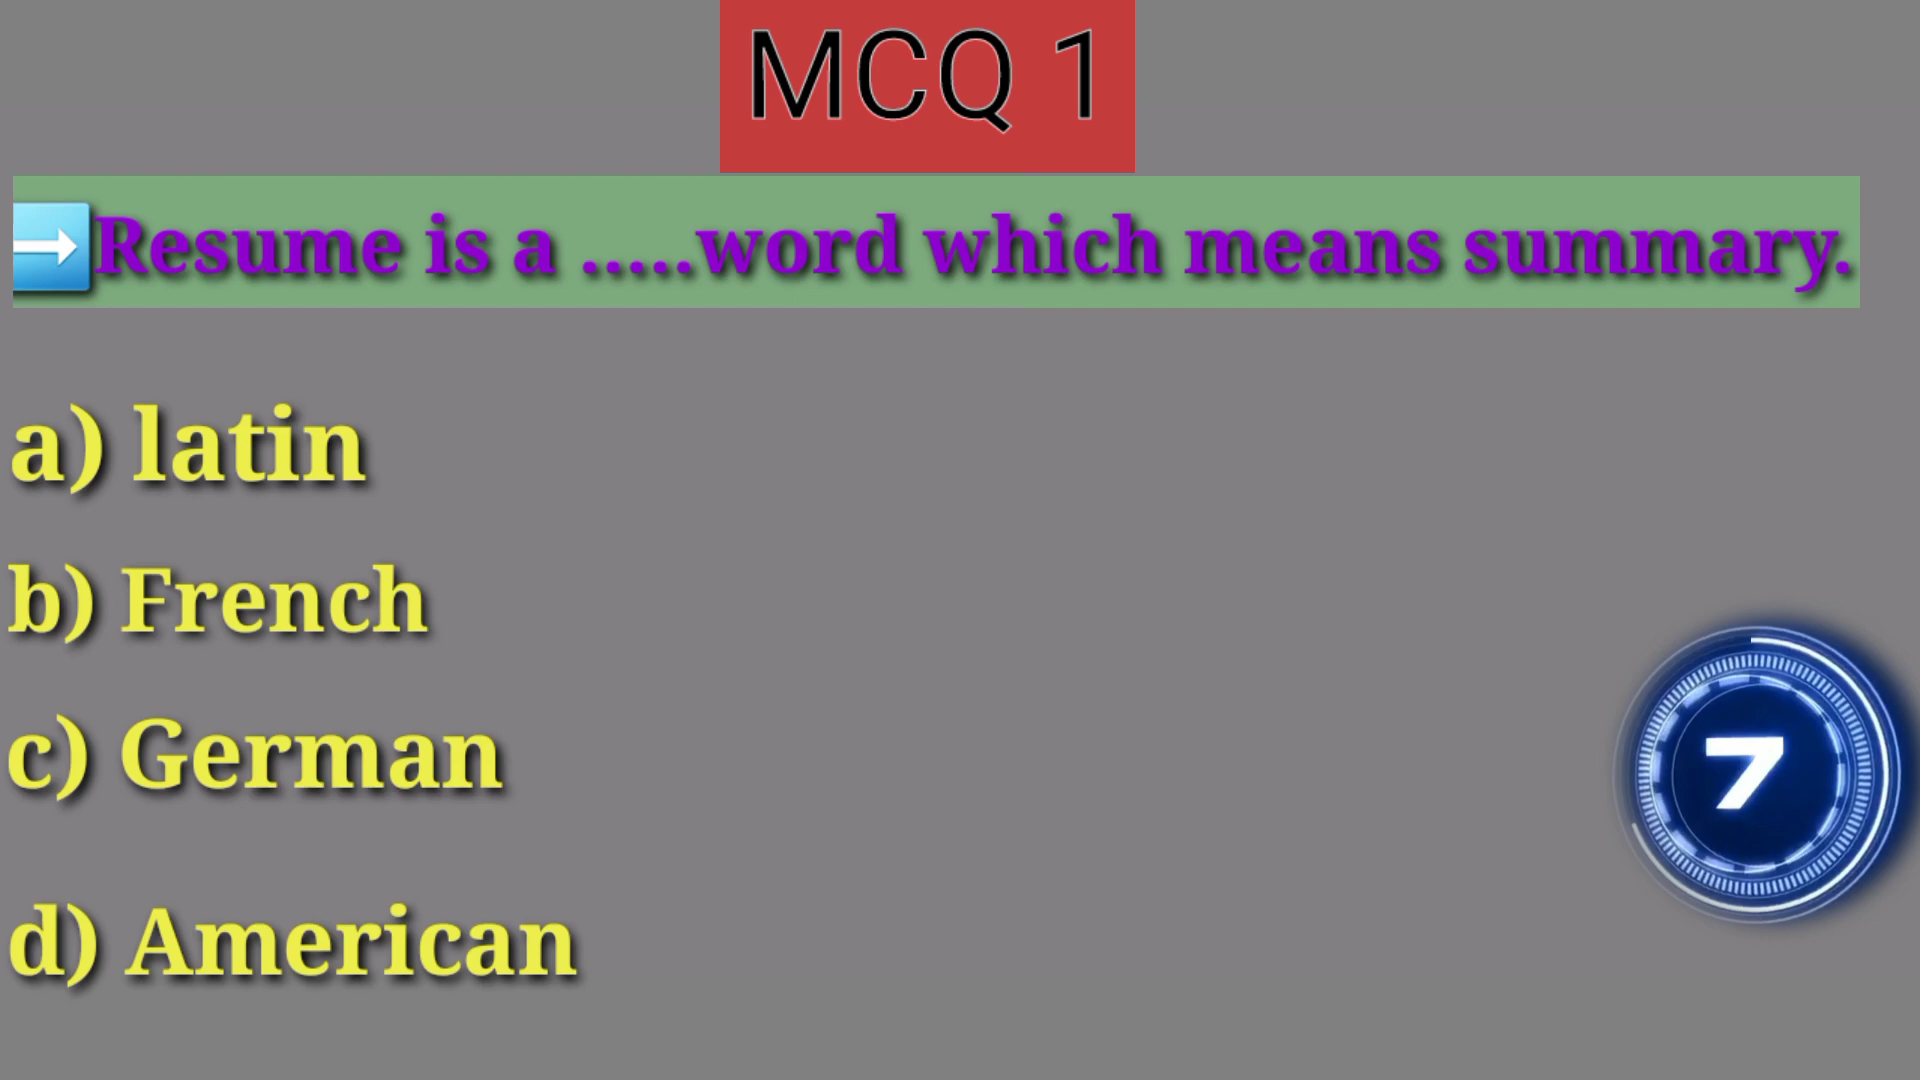 MCQ 1
➡Resume is a .....word which means summary.
a) latin
b) French
c) German
7
d) American